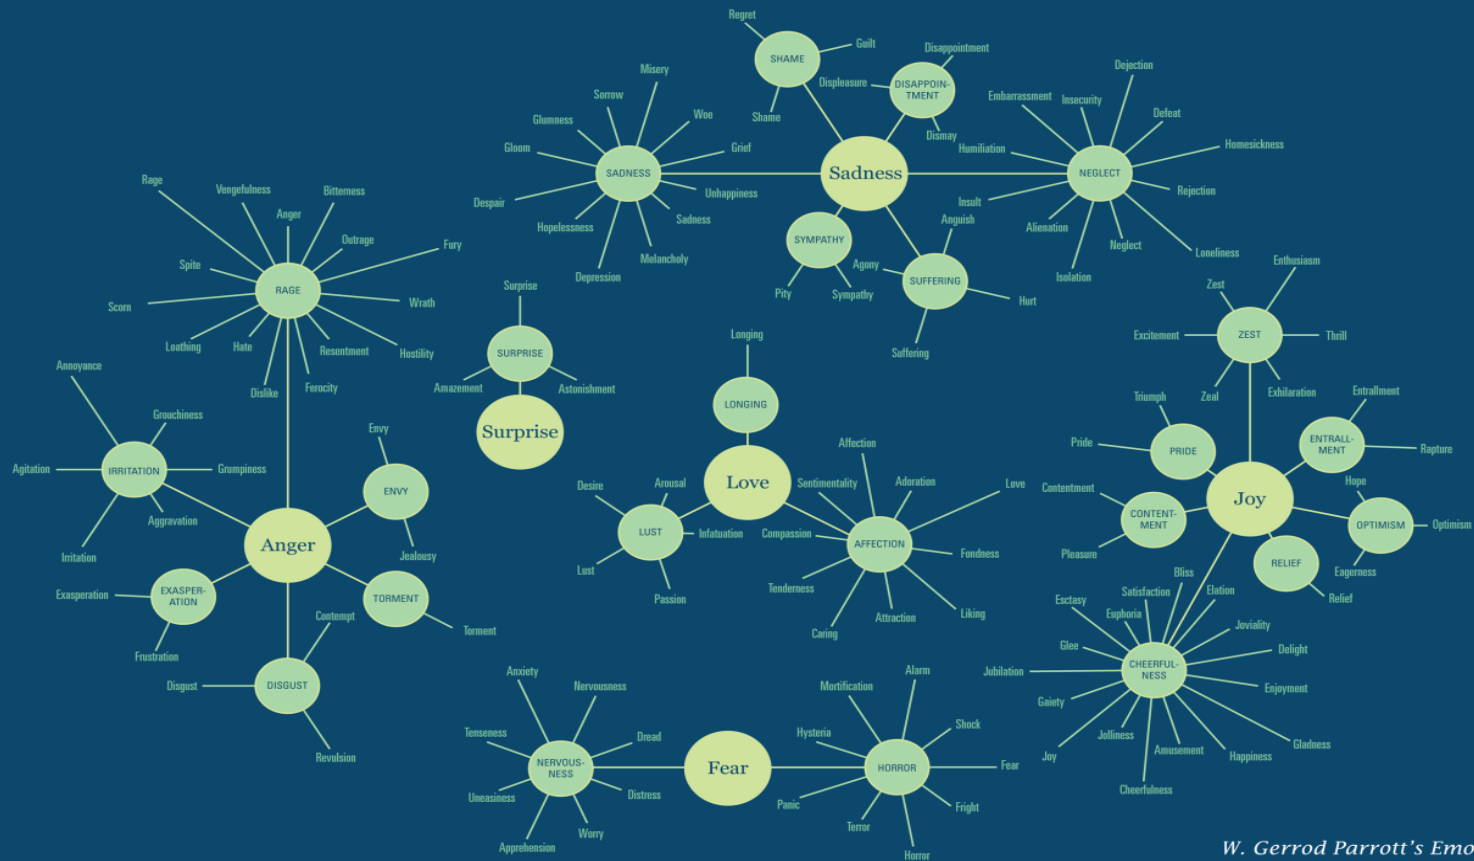 Regret
Guilt
SHAME
Shame
Disappointment
Displeasure
DISAPPOIN-
TMENT
Dismay
Misery
Sorrow
Woe
Glumness
Grief
Gloom
SADNESS
Unhappiness
Despair
Sadness
Hopelessness
Melancholy
Depression
Sadness
Dejection
Insecurity
Embarrassment
Defeat
Homesickness
Humiliation
NEGLECT
Rejection
Insult
Alienation
Neglect
Loneliness
Isolation
SYMPATHY
Pity
Sympathy
Anguish
Agony
SUFFERING
Hurt
Suffering
Rage
Vengefulness
Bitterness
Anger
Outrage
Fury
Spite
RAGE
Wrath
Scorn
Loathing
Hate
Resentment
Hostility
Dislike
Ferocity
Annoyance
Grouchiness
Agitation
IRRITATION
Grumpiness
Aggravation
Irritation
Envy
ENVY
Jealousy
Anger
Exasperation
EXASPER-
ATION
Frustration
TORMENT
Torment
Contempt
Disgust
DISGUST
Revulsion
Surprise
SURPRISE
Amazement
Astonishment
Surprise
Longing
LONGING
Love
Desire
Arousal
LUST
Infatuation
Lust
Passion
Affection
Sentimentality
Adoration
Love
Compassion
AFFECTION
Fondness
Tenderness
Attraction
Liking
Caring
Enthusiasm
Zest
Excitement
ZEST
Thrill
Zeal
Exhilaration
Triumph
Pride
PRIDE
Entrallment
ENTRALL-
MENT
Rapture
Joy
Contentment
CONTENT-
MENT
Pleasure
Hope
OPTIMISM
Optimism
Eagerness
RELIEF
Relief
Bliss
Satisfaction
Elation
Esctasy
Euphoria
Joviality
Glee
Delight
CHEERFUL-
NESS
Jubilation
Enjoyment
Gaiety
Jolliness
Gladness
Amusement
Joy
Happiness
Cheerfulness
Anxiety
Nervousness
Tenseness
Dread
NERVOUS-
NESS
Uneasiness
Distress
Worry
Apprehension
Fear
Alarm
Mortification
Shock
Hysteria
HORROR
Fear
Panic
Fright
Terror
Horror
W. Gerrod Parrott's Emo